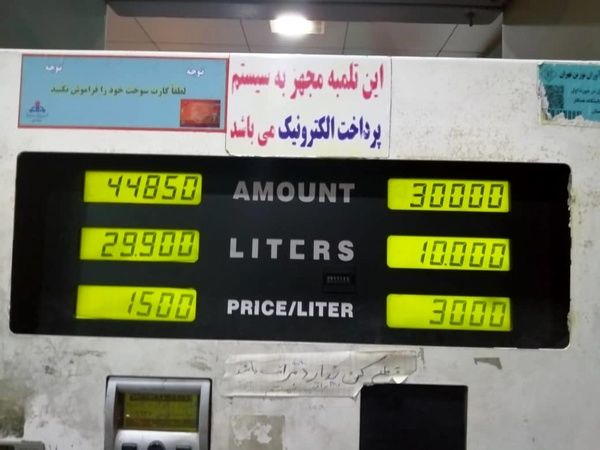 توجه توجه
لطفاً کارت سوخت خود را فراموش نکنید
این تلمبه مجهز به سیستم
پرداخت الکترونیک می باشد
44850 AMOUNT 30000
29.900 LITERS 10.000
1500 PRICE/LITER 3000